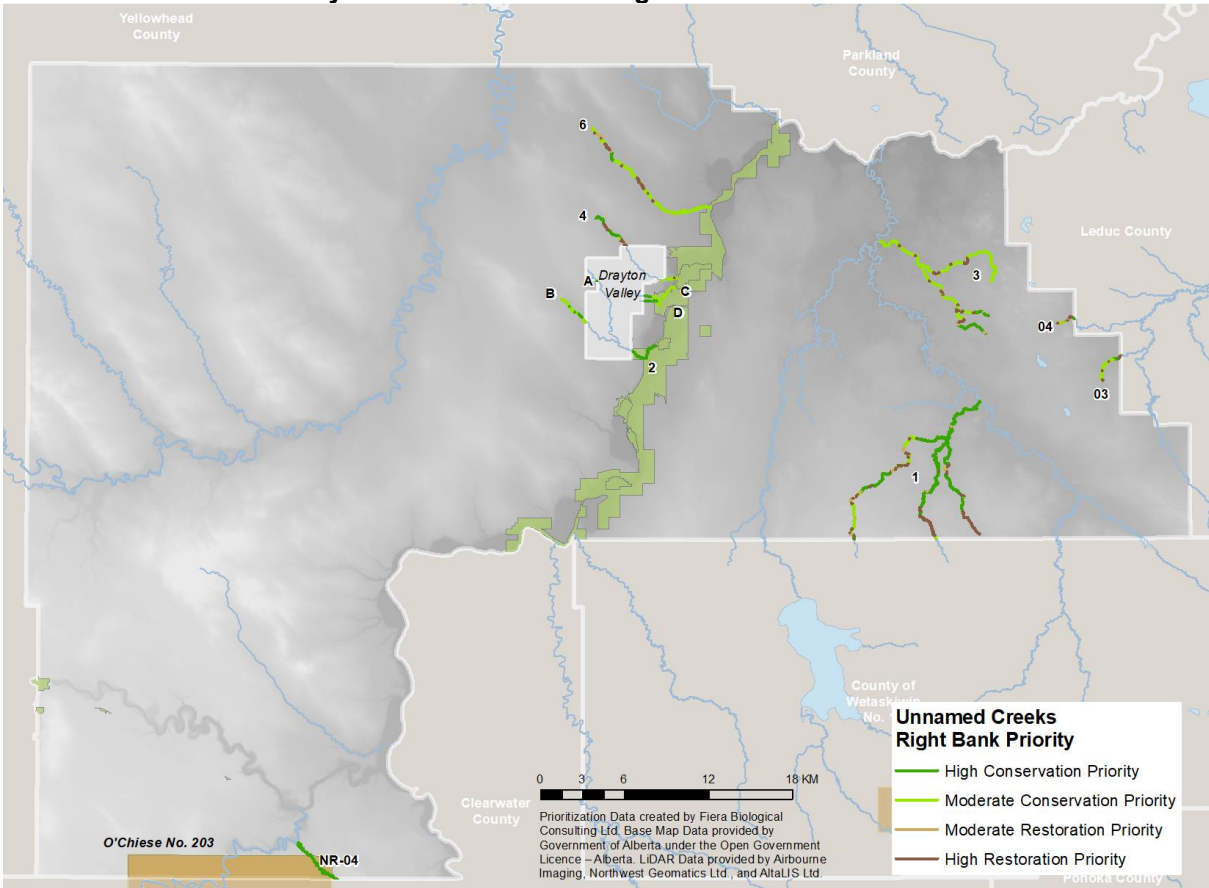 Yellowhead
County
Parkland
County
6
4
Leduc County
A
Drayton
Valley
3
B
C
D
04
2
03
1
County of
Wetaskiwin
No.
Unnamed Creeks
Right Bank Priority
High Conservation Priority
Moderate Conservation Priority
Moderate Restoration Priority
High Restoration Priority
0 3 6 12 18 KM
Clearwater
County
Prioritization Data created by Fiera Biological
Consulting Ltd. Base Map Data provided by
Government of Alberta under the Open Government
Licence – Alberta. LiDAR Data provided by Airbourne
Imaging, Northwest Geomatics Ltd., and AltaLIS Ltd.
O'Chiese No. 203
NR-04
Ponoka County